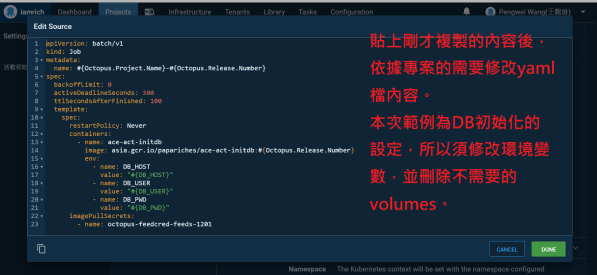 iamrich
Dashboard Projects Infrastructure Tenants Library Tasks Configuration
Pengwei Wang(王鵬維)
Edit Source
1 apiVersion: batch/v1
2 kind: Job
3 metadata:
4 name: #{Octopus.Project.Name}-#{Octopus.Release.Number}
5 spec:
6 backoffLimit: 0
7 activeDeadlineSeconds: 300
8 ttlSecondsAfterFinished: 100
9 template:
10 spec:
11 restartPolicy: Never
12 containers:
13 - name: ace-act-initdb
14 image: asia.gcr.io/papariches/ace-act-initdb:#{Octopus.Release.Number}
15 env:
16 - name: DB_HOST
17 value: "#{DB_HOST}"
18 - name: DB_USER
19 value: "#{DB_USER}"
20 - name: DB_PWD
21 value: "#{DB_PWD}"
22 imagePullSecrets:
23 - name: octopus-feedcred-feeds-1201
貼上剛才複製的內容後，
依據專案的需要修改yaml
檔內容。
本次範例為DB初始化的
設定，所以須修改環境變
數，並刪除不需要的
volumes。
CANCEL DONE
Settings
活動初始
Namespace The Kubernetes context will be set with the namespace configured